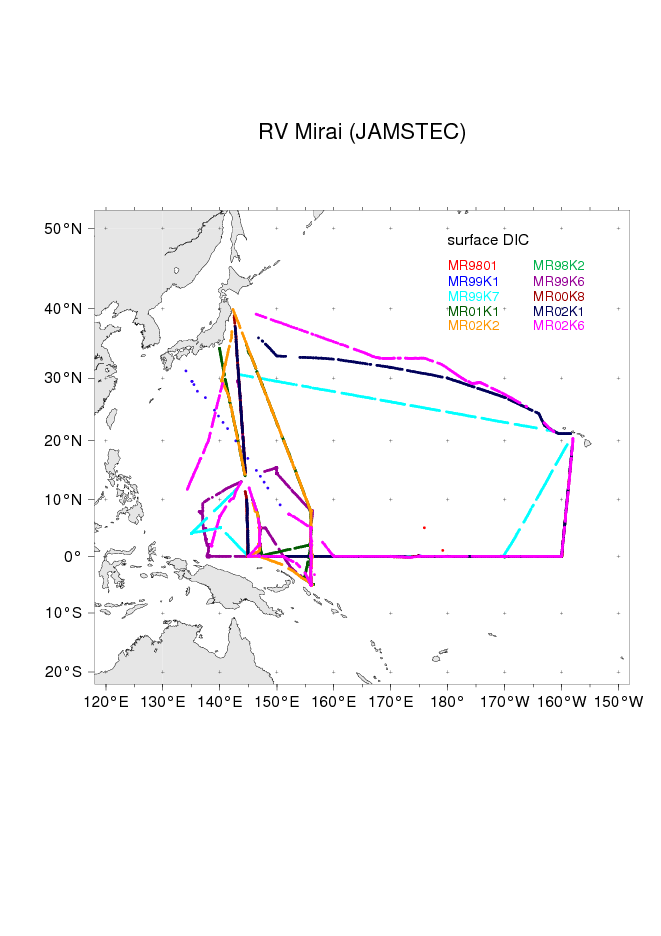 RV Mirai (JAMSTEC)
surface DIC
MR9801 MR98K2
MR99K1 MR99K6
MR99K7 MR00K8
MR01K1 MR02K1
MR02K2 MR02K6
50°N
40°N
30°N
20°N
10°N
0°
10°S
20°S
120°E 130°E 140°E 150°E 160°E 170°E 180° 170°W 160°W 150°W